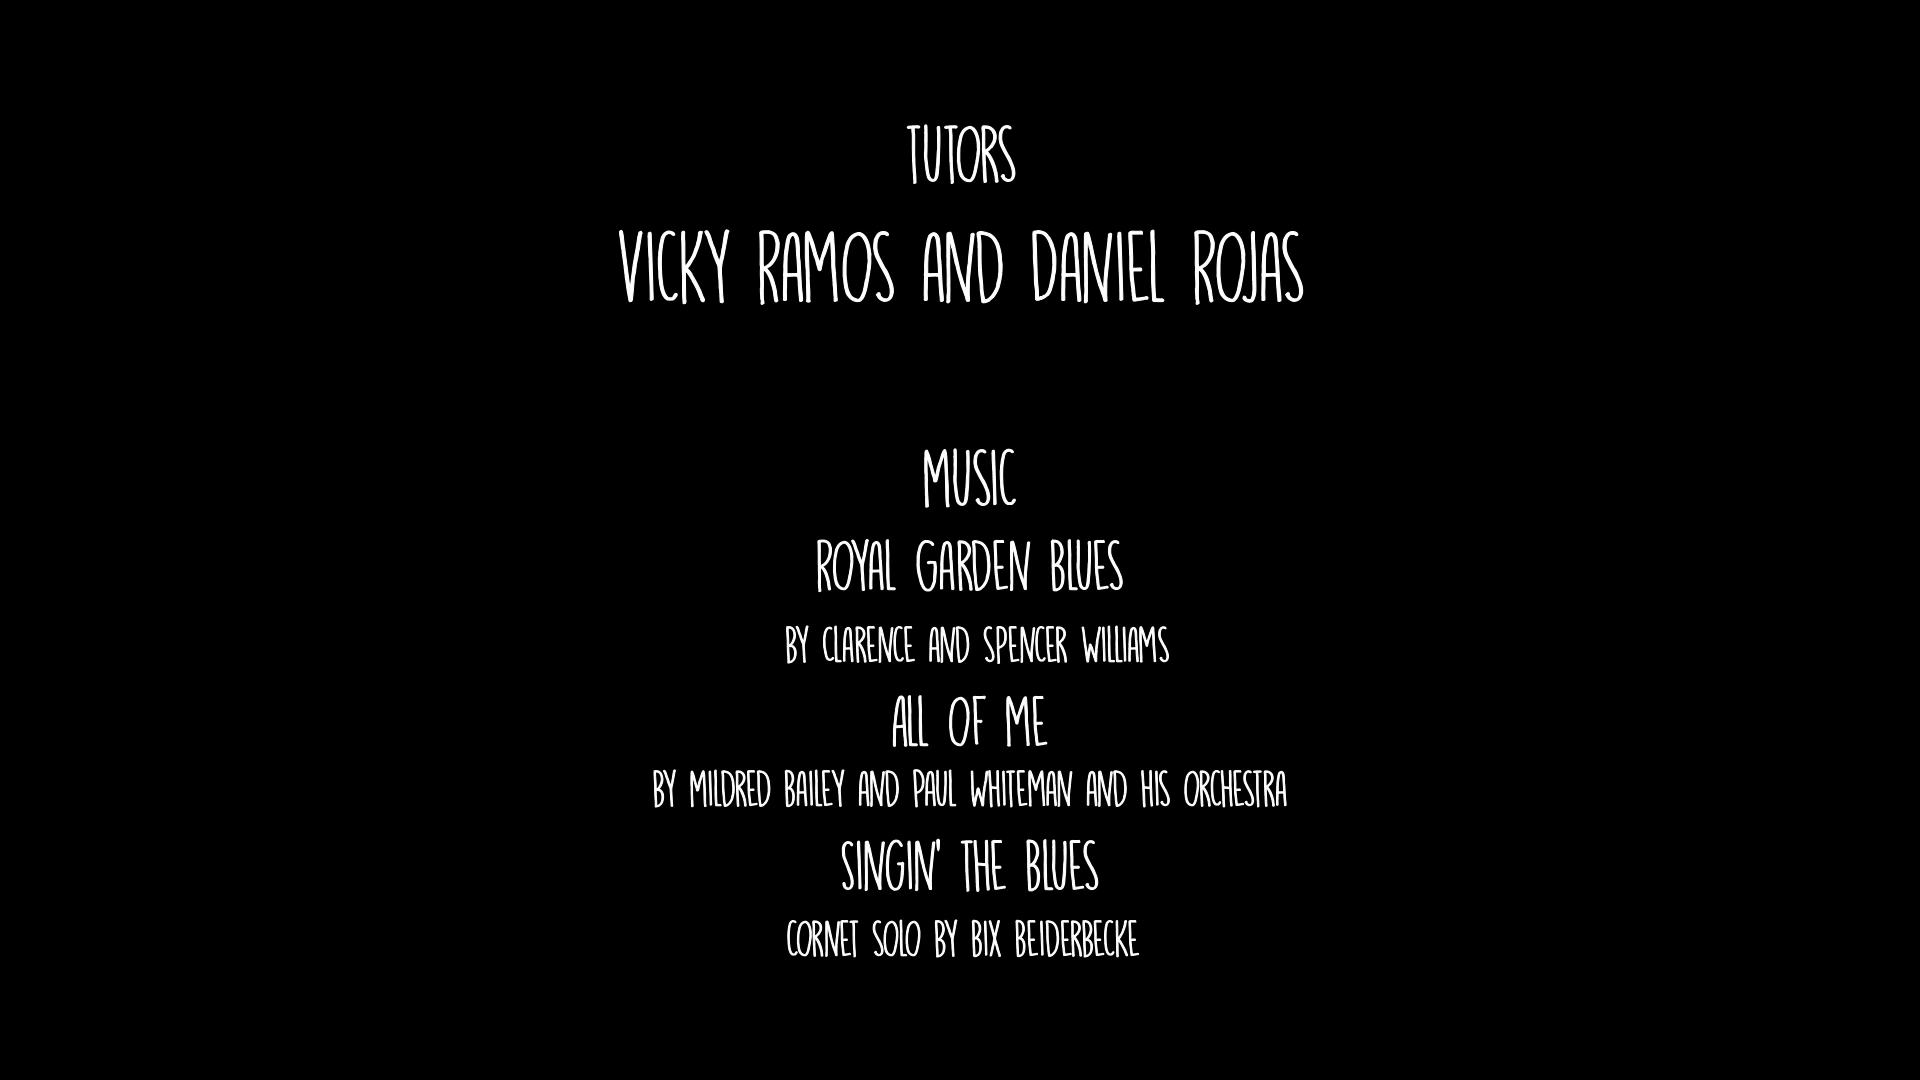 TUTORS
VICKY RAMOS AND DANIEL ROJAS
MUSIC
ROYAL GARDEN BLUES
BY CLARENCE AND SPENCER WILLIAMS
ALL OF ME
BY MILDRED BAILEY AND PAUL WHITEMAN AND HIS ORCHESTRA
SINGIN' THE BLUES
CORNET SOLO BY BIX BEIDERBECKE